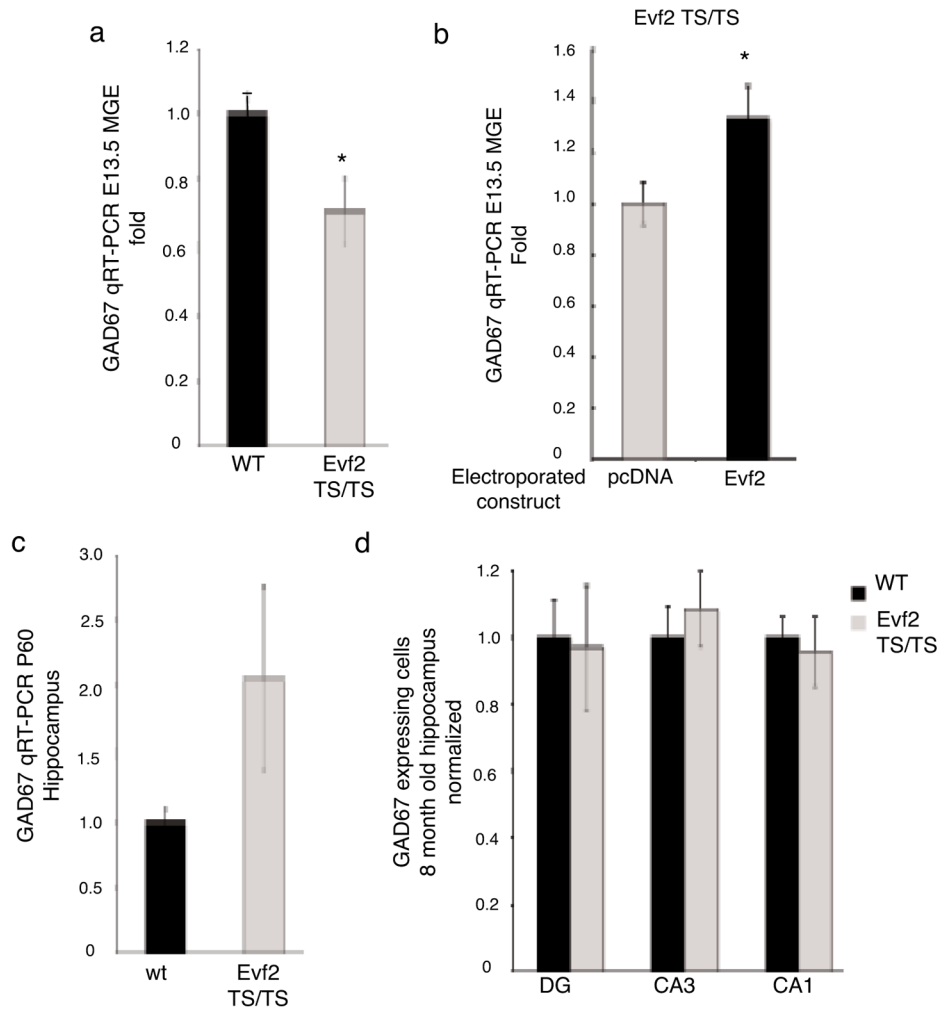 a
GAD67 qRT-PCR E13.5 MGE
fold
1.2
1.0
0.8
0.6
0.4
0.2
0
*
WT
Evf2
TS/TS
b
Evf2 TS/TS
GAD67 qRT-PCR E13.5 MGE
Fold
1.6
1.4
1.2
1.0
0.8
0.6
0.4
0.2
0
*
Electroporated
construct
pcDNA
Evf2
c
GAD67 qRT-PCR P60
Hippocampus
3.0
2.5
2.0
1.5
1.0
0.5
0
wt
Evf2
TS/TS
d
GAD67 expressing cells
8 month old hippocampus
normalized
1.2
1.0
0.8
0.6
0.4
0.2
0
DG
CA3
CA1
WT
Evf2
TS/TS